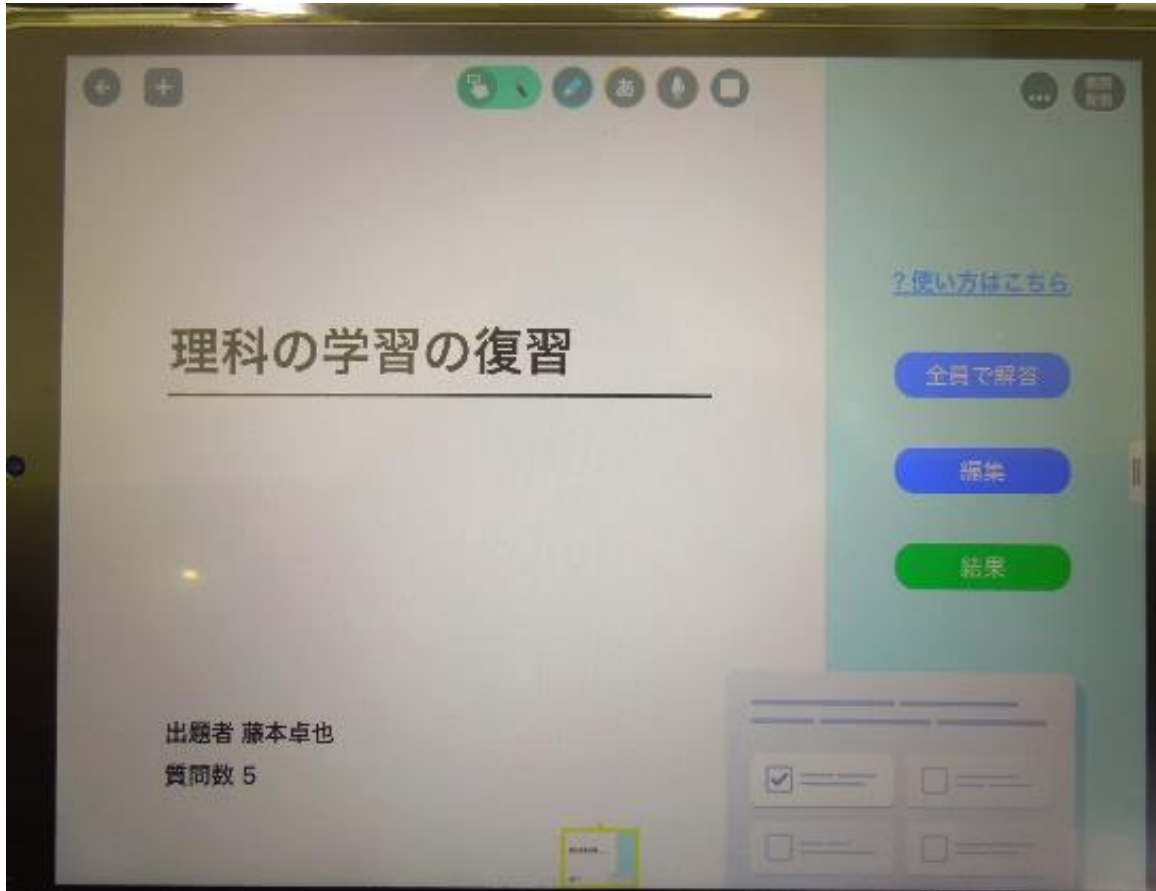 あ
?使い方はこちら
理科の学習の復習
全員で解答
編集
結果
出題者 藤本卓也
質問数 5